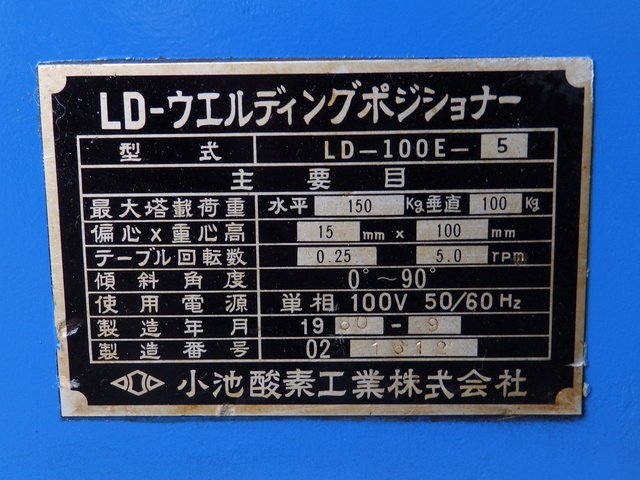 LD-ウエルディングポジショナー
型式 LD-100E-5
主要目
最大塔載荷重 水平 150 Kg 垂直 100 Kg
偏心×重心高 15 mm × 100 mm
テーブル回転数 0.25 5.0 rpm
傾斜角度 0°~90°
使用電源 単相 100V 50/60Hz
製造年月 1980-9
製造番号 02 1612
小池酸素工業株式会社